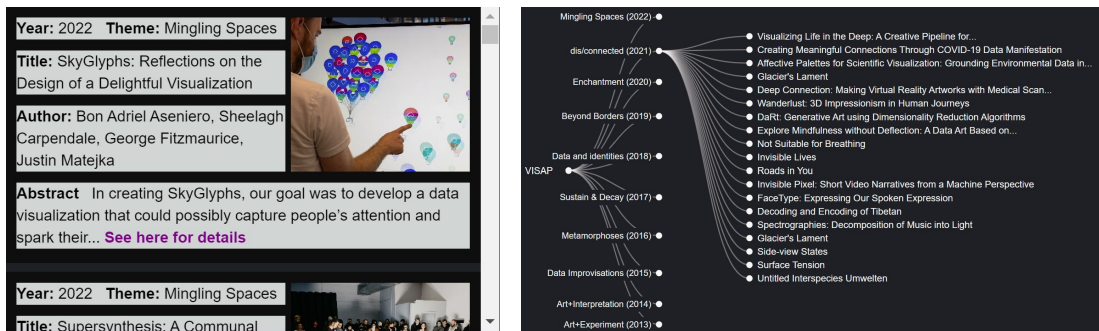 Year: 2022 Theme: Mingling Spaces
Title: SkyGlyphs: Reflections on the
Design of a Delightful Visualization
Author: Bon Adriel Aseniero, Sheelagh
Carpendale, George Fitzmaurice,
Justin Matejka
Abstract In creating SkyGlyphs, our goal was to develop a data
visualization that could possibly capture people's attention and
spark their... See here for details
Year: 2022 Theme: Mingling Spaces
Title: Supersynthesis: A Communal
VISAP
Mingling Spaces (2022)
dis/connected (2021)
Enchantment (2020)
Beyond Borders (2019)
Data and identities (2018)
Sustain & Decay (2017)
Metamorphoses (2016)
Data Improvisations (2015)
Art+Interpretation (2014)
Art+Experiment (2013)
Visualizing Life in the Deep: A Creative Pipeline for...
Creating Meaningful Connections Through COVID-19 Data Manifestation
Affective Palettes for Scientific Visualization: Grounding Environmental Data in...
Glacier's Lament
Deep Connection: Making Virtual Reality Artworks with Medical Scan...
Wanderlust: 3D Impressionism in Human Journeys
DaRt: Generative Art using Dimensionality Reduction Algorithms
Explore Mindfulness without Deflection: A Data Art Based on...
Not Suitable for Breathing
Invisible Lives
Roads in You
Invisible Pixel: Short Video Narratives from a Machine Perspective
FaceType: Expressing Our Spoken Expression
Decoding and Encoding of Tibetan
Spectrographies: Decomposition of Music into Light
Glacier's Lament
Side-view States
Surface Tension
Untitled Interspecies Umwelten